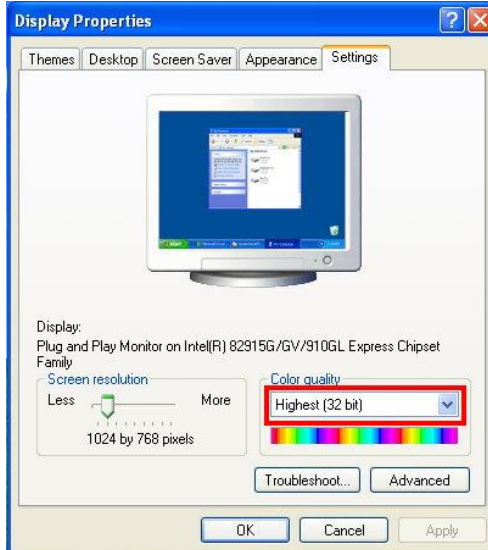 Display Properties
Themes Desktop Screen Saver Appearance Settings
Display:
Plug and Play Monitor on Intel(R) 82915G/GV/910GL Express Chipset
Family
Screen resolution
Less More
1024 by 768 pixels
Color quality
Highest (32 bit)
Troubleshoot... Advanced
OK Cancel Apply